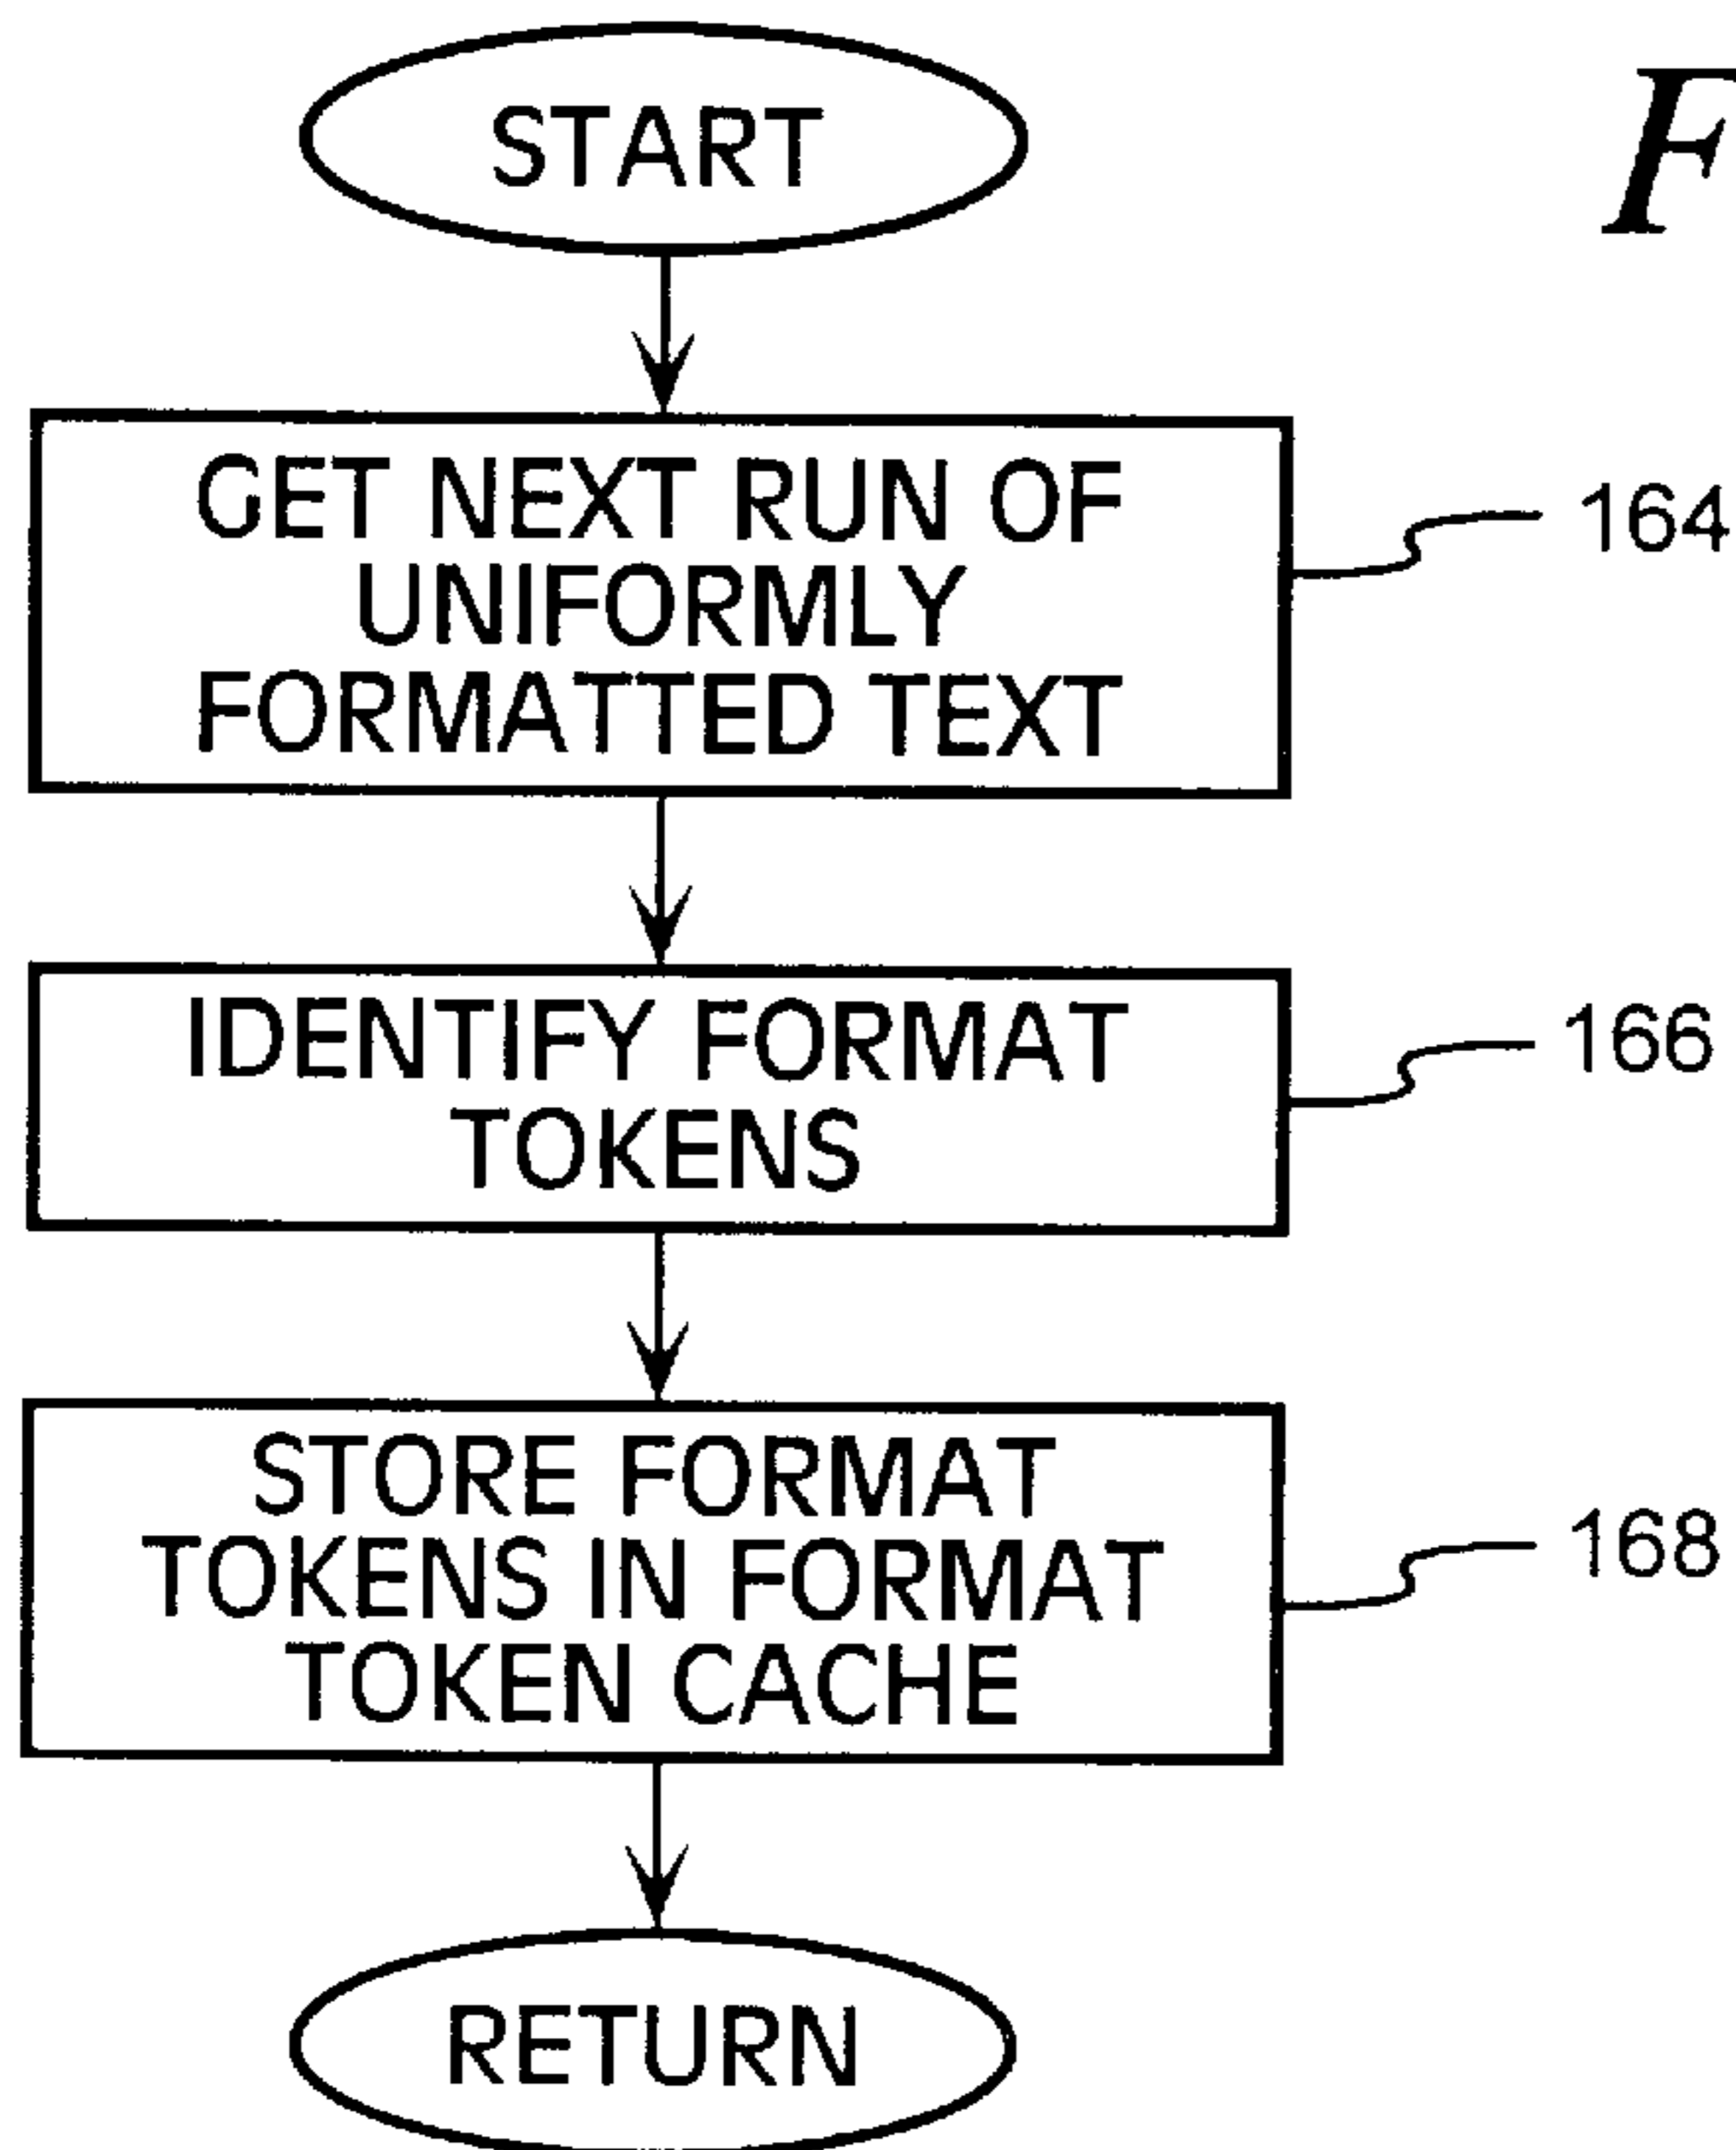 START
F
GET NEXT RUN OF
UNIFORMLY
FORMATTED TEXT
164
IDENTIFY FORMAT
TOKENS
166
STORE FORMAT
TOKENS IN FORMAT
TOKEN CACHE
168
RETURN